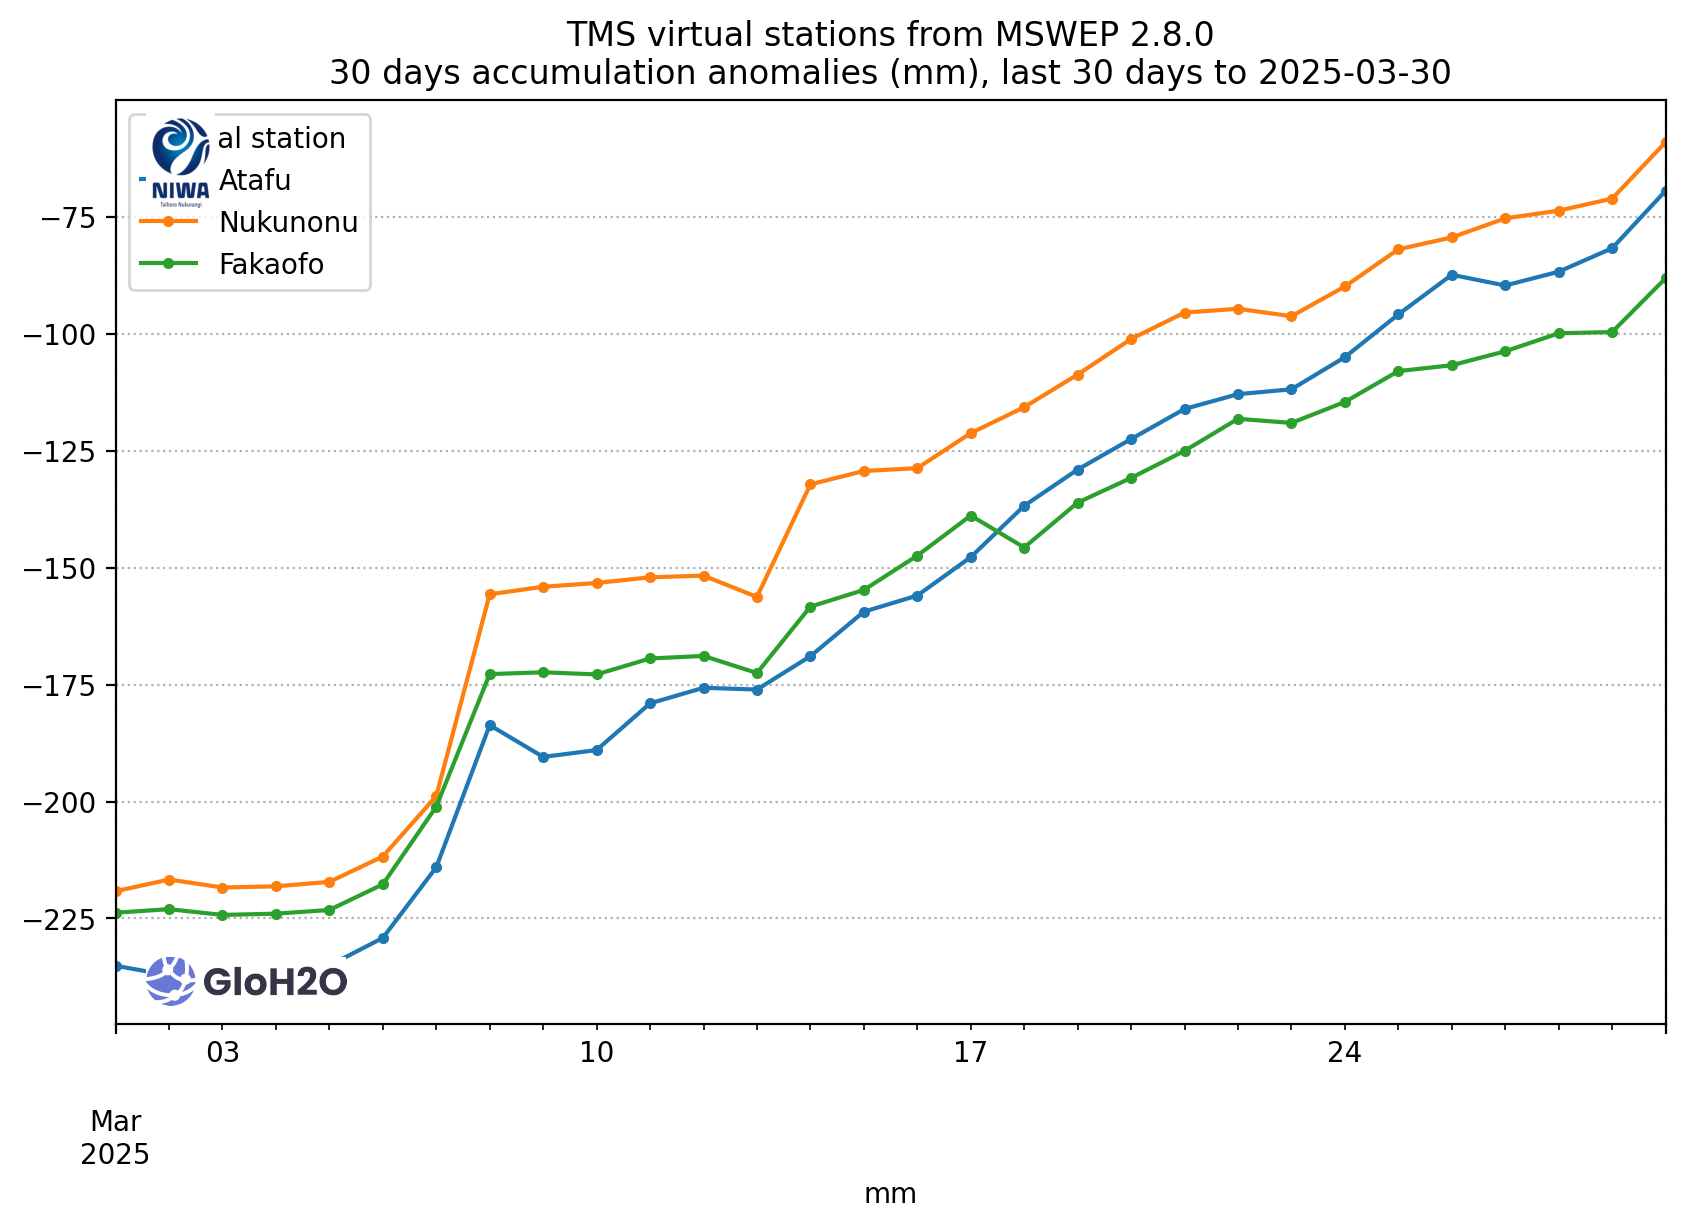 TMS virtual stations from MSWEP 2.8.0
30 days accumulation anomalies (mm), last 30 days to 2025-03-30
al station
NIWA
Taihoro Nukurangi
Atafu
Nukunonu
Fakaofo
−75
−100
−125
−150
−175
−200
−225
GloH2O
03 10 17 24
Mar
2025
mm